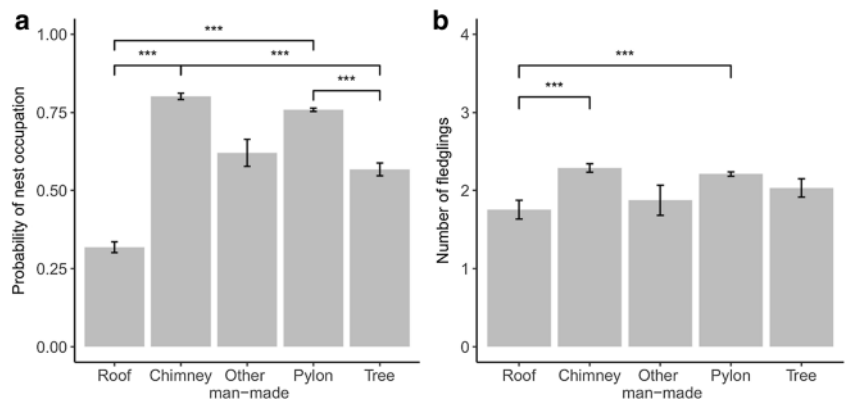 a
Probability of nest occupation
1.00
0.75
0.50
0.25
0.00
***
***
***
***
Roof Chimney Other Pylon Tree
man−made
b
Number of fledglings
4
3
2
1
0
***
***
Roof Chimney Other Pylon Tree
man−made